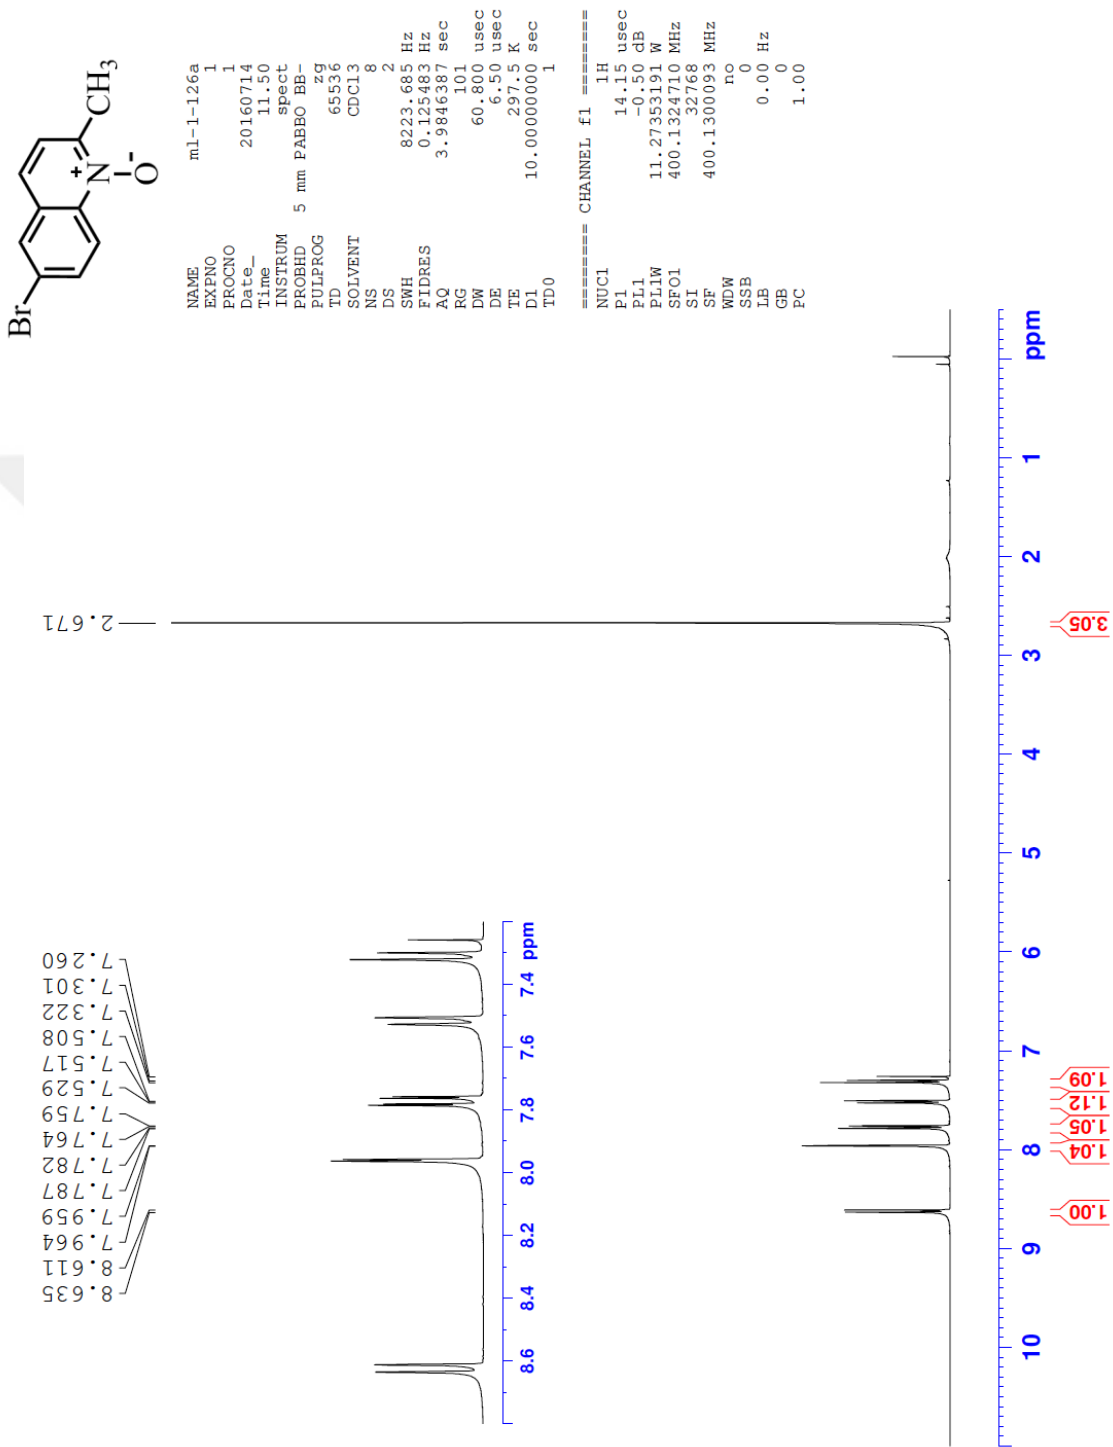 Br
N
+
O
-
CH3
NAME ml-1-126a
EXPNO 1
PROCNO 1
Date_ 20160714
Time 11.50
INSTRUM spect
PROBHD 5 mm PABBO BB-
PULPROG zg
TD 65536
SOLVENT CDCl3
NS 8
DS 2
SWH 8223.685 Hz
FIDRES 0.125483 Hz
AQ 3.9846387 sec
RG 101
DW 60.800 usec
DE 6.50 usec
TE 297.5 K
D1 10.00000000 sec
TD0 1
======== CHANNEL f1 ========
NUC1 1H
P1 14.15 usec
PL1 -0.50 dB
PL1W 11.27353191 W
SFO1 400.1324710 MHz
SI 32768
SF 400.1300093 MHz
WDW no
SSB 0
LB 0.00 Hz
GB 0
PC 1.00
8.635
8.611
7.964
7.959
7.787
7.782
7.764
7.759
7.529
7.517
7.508
7.322
7.301
7.260
2.671
8.6 8.4 8.2 8.0 7.8 7.6 7.4 ppm
10 9 8 7 6 5 4 3 2 1 ppm
1.00
1.04
1.05
1.12
1.09
3.05